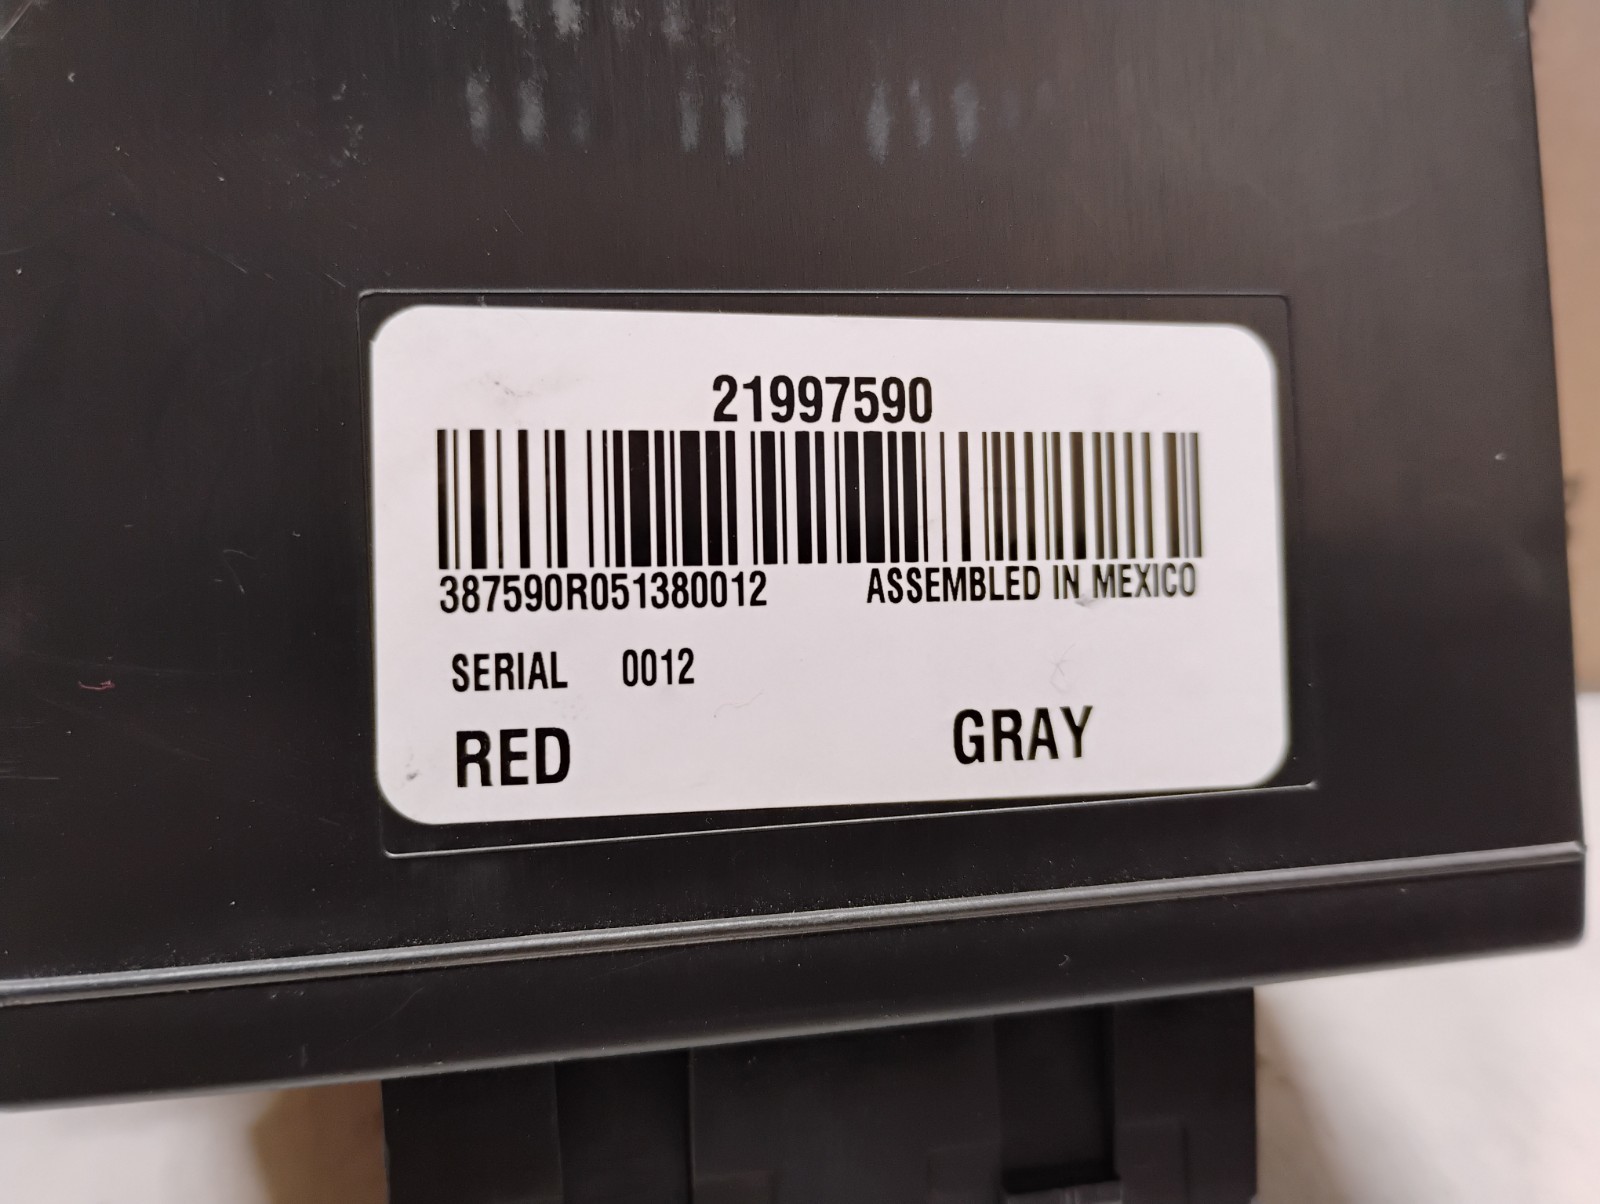 21997590
387590R051380012 ASSEMBLED IN MEXICO
SERIAL 0012
RED GRAY